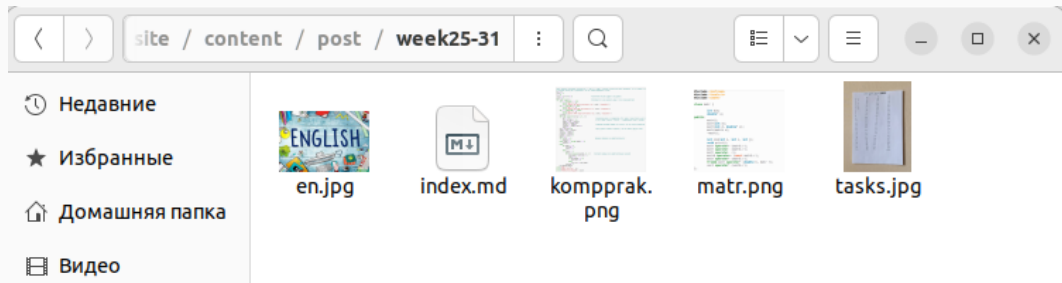 site / content / post / week25-31
Недавние
Избранные
Домашняя папка
Видео
ENGLISH
en.jpg
index.md
kompprak.
png
matr.png
tasks.jpg